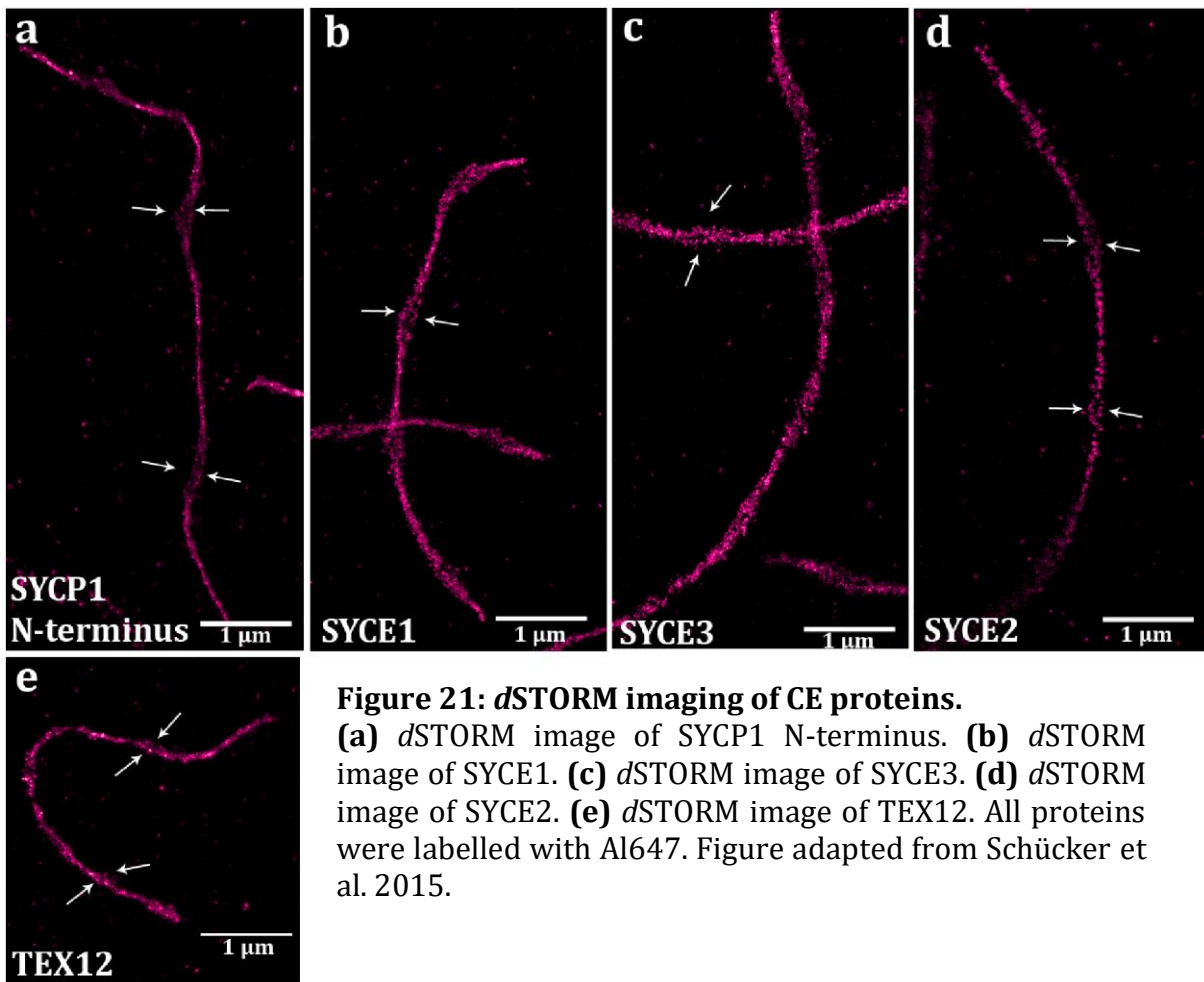 a
b
c
d
SYCP1
N-terminus
1 µm
SYCE1
1 µm
SYCE3
1 µm
SYCE2
1 µm
e
TEX12
1 µm
Figure 21: dSTORM imaging of CE proteins.
(a) dSTORM image of SYCP1 N-terminus. (b) dSTORM
image of SYCE1. (c) dSTORM image of SYCE3. (d) dSTORM
image of SYCE2. (e) dSTORM image of TEX12. All proteins
were labelled with Al647. Figure adapted from Schücker et
al. 2015.